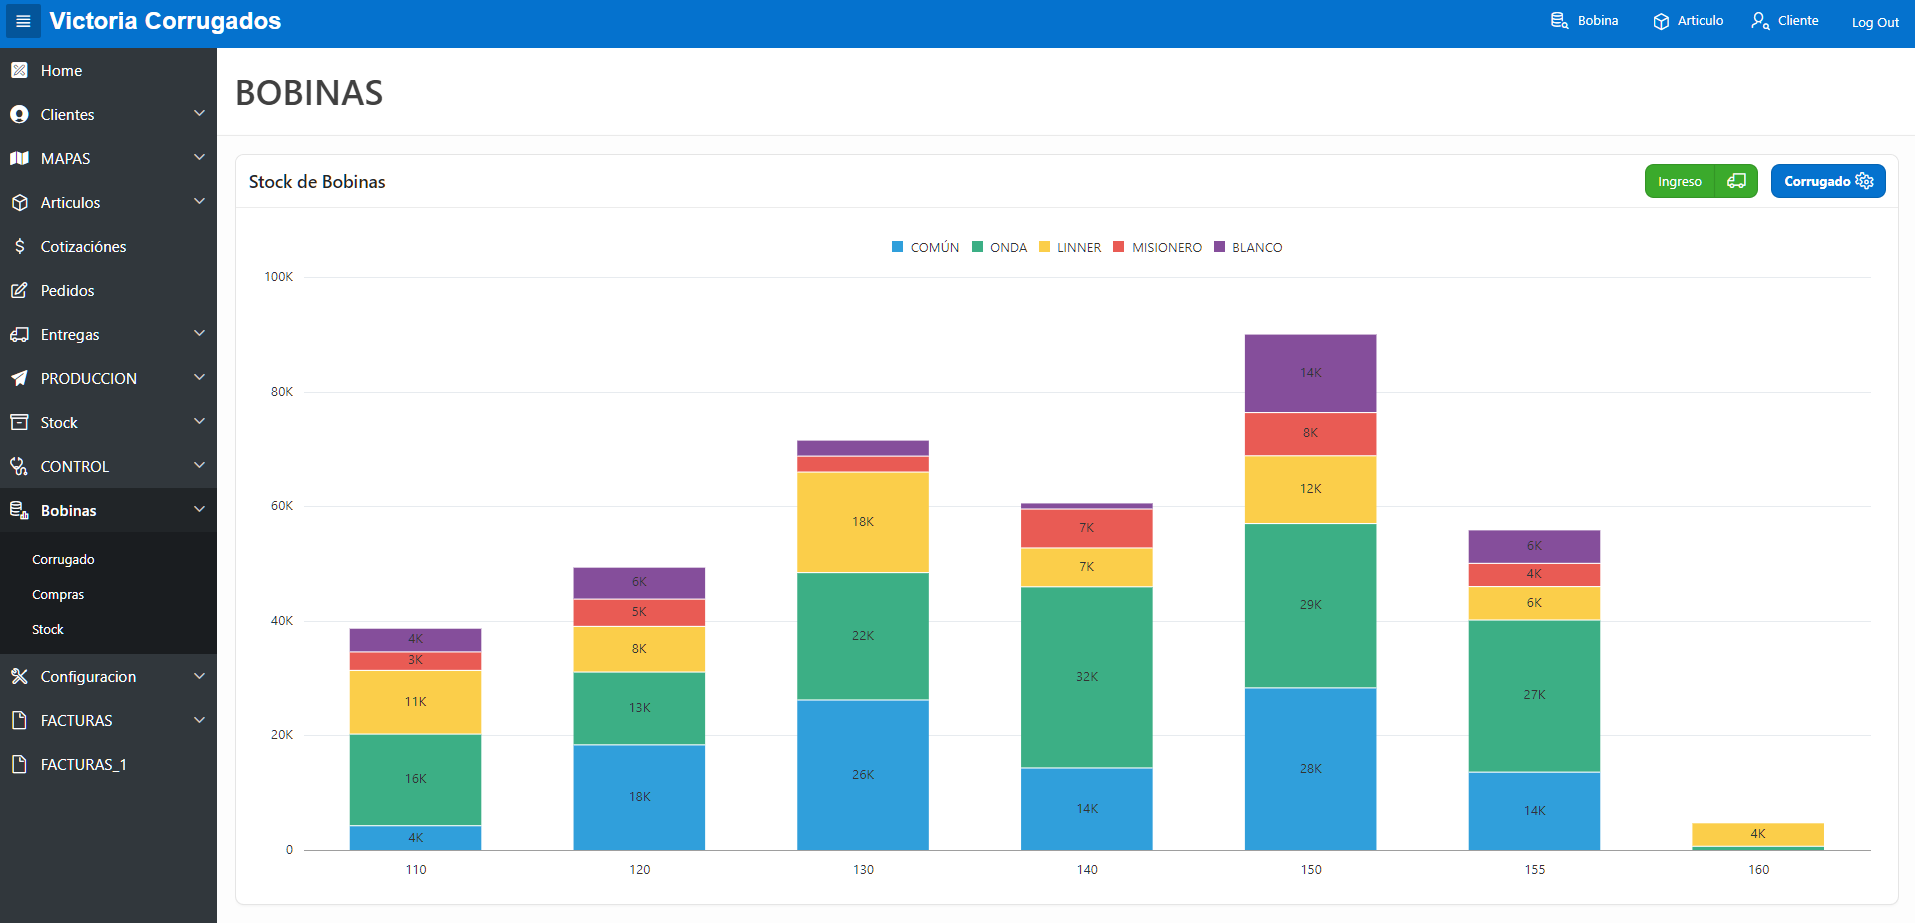 Victoria Corrugados
Bobina
Articulo
Cliente
Log Out
Home
Clientes
MAPAS
Articulos
Cotizaciónes
Pedidos
Entregas
PRODUCCION
Stock
CONTROL
Bobinas
Corrugado
Compras
Stock
Configuracion
FACTURAS
FACTURAS_1
BOBINAS
Stock de Bobinas
Ingreso
Corrugado
COMÚN ONDA LINNER MISIONERO BLANCO
100K
80K
60K
40K
20K
0
4K
3K
11K
16K
4K
6K
5K
8K
13K
18K
18K
22K
26K
7K
7K
32K
14K
14K
8K
12K
29K
28K
6K
4K
6K
27K
14K
4K
110 120 130 140 150 155 160